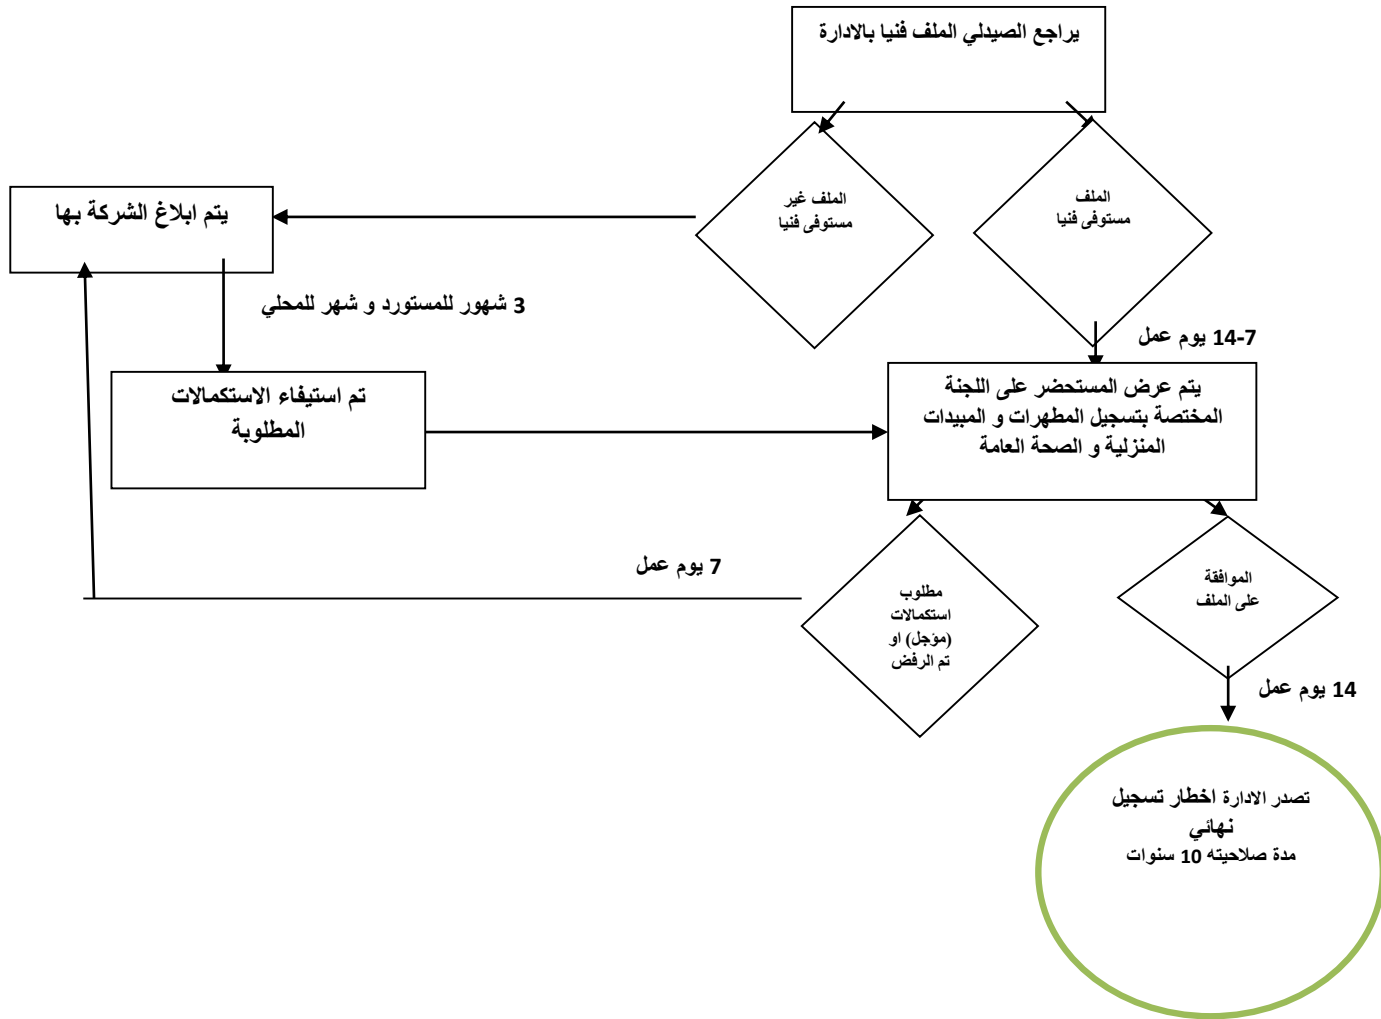 يراجع الصيدلي الملف فنيا بالادارة
الملف
مستوفى فنيا
الملف غير
مستوفى فنيا
يتم ابلاغ الشركة بها
3 شهور للمستورد و شهر للمحلي
14-7 يوم عمل
تم استيفاء الاستكمالات
المطلوبة
يتم عرض المستحضر على اللجنة
المختصة بتسجيل المطهرات و المبيدات
المنزلية و الصحة العامة
7 يوم عمل
الموافقة
على الملف
مطلوب
استكمالات
(مؤجل) او
تم الرفض
14 يوم عمل
تصدر الادارة اخطار تسجيل
نهائي
مدة صلاحيته 10 سنوات